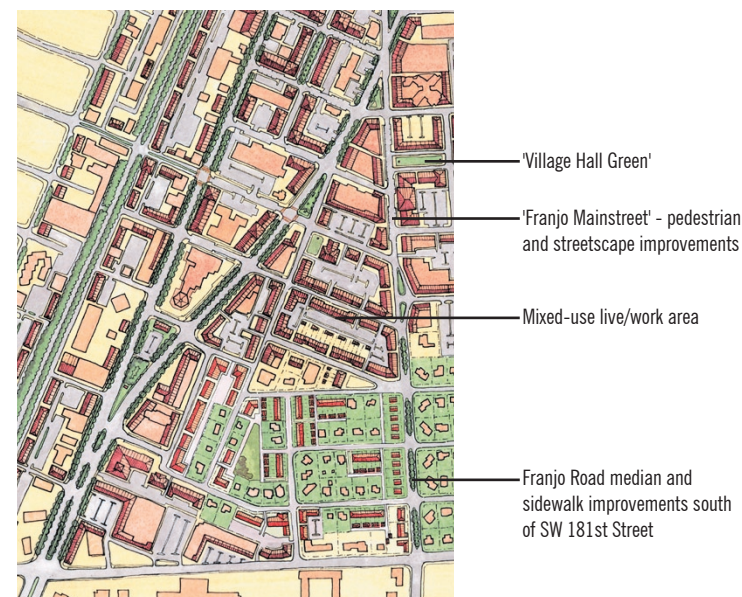 'Village Hall Green'
'Franjo Mainstreet' - pedestrian
and streetscape improvements
Mixed-use live/work area
Franjo Road median and
sidewalk improvements south
of SW 181st Street